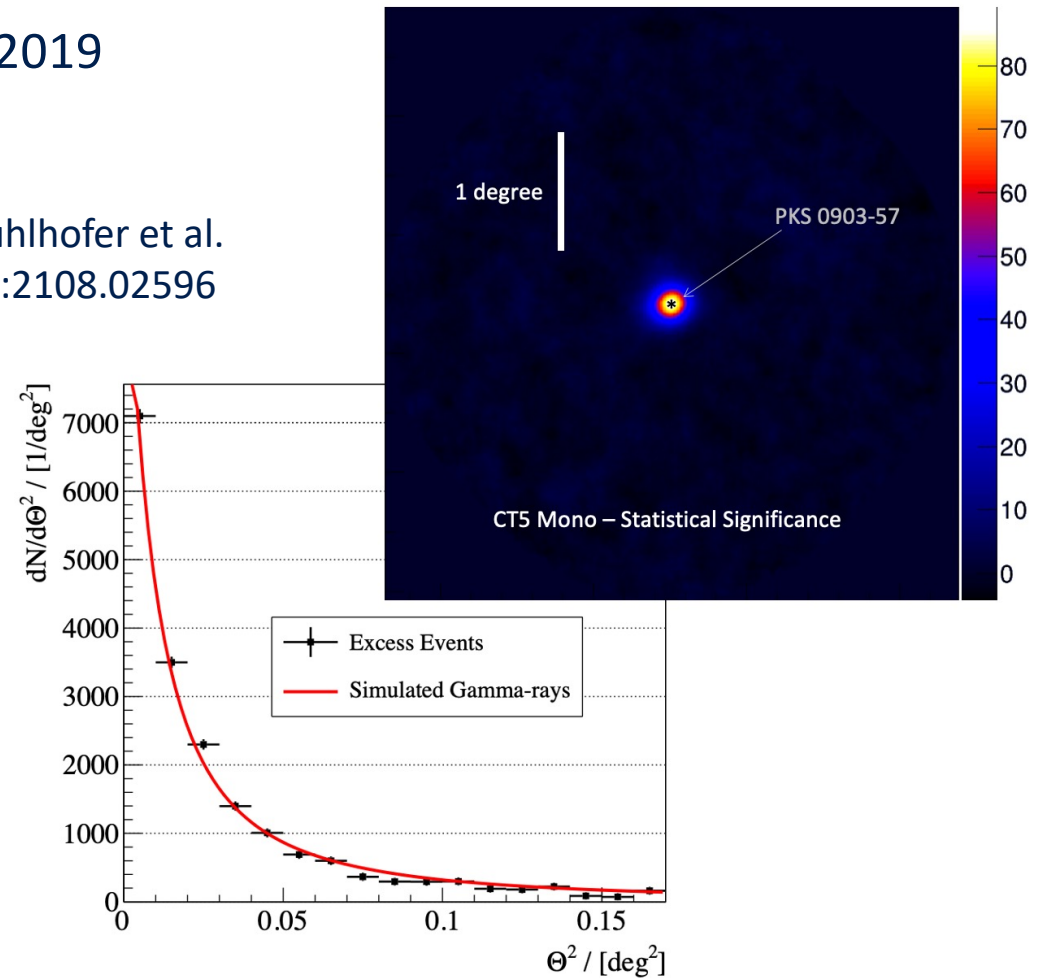 2019
uhlhofer et al.
:2108.02596
80
70
60
50
40
30
20
10
0
1 degree
PKS 0903-57
CT5 Mono – Statistical Significance
dN/dΘ² / [1/deg²]
7000
6000
5000
4000
3000
2000
1000
0
Excess Events
Simulated Gamma-rays
0 0.05 0.1 0.15
Θ² / [deg²]